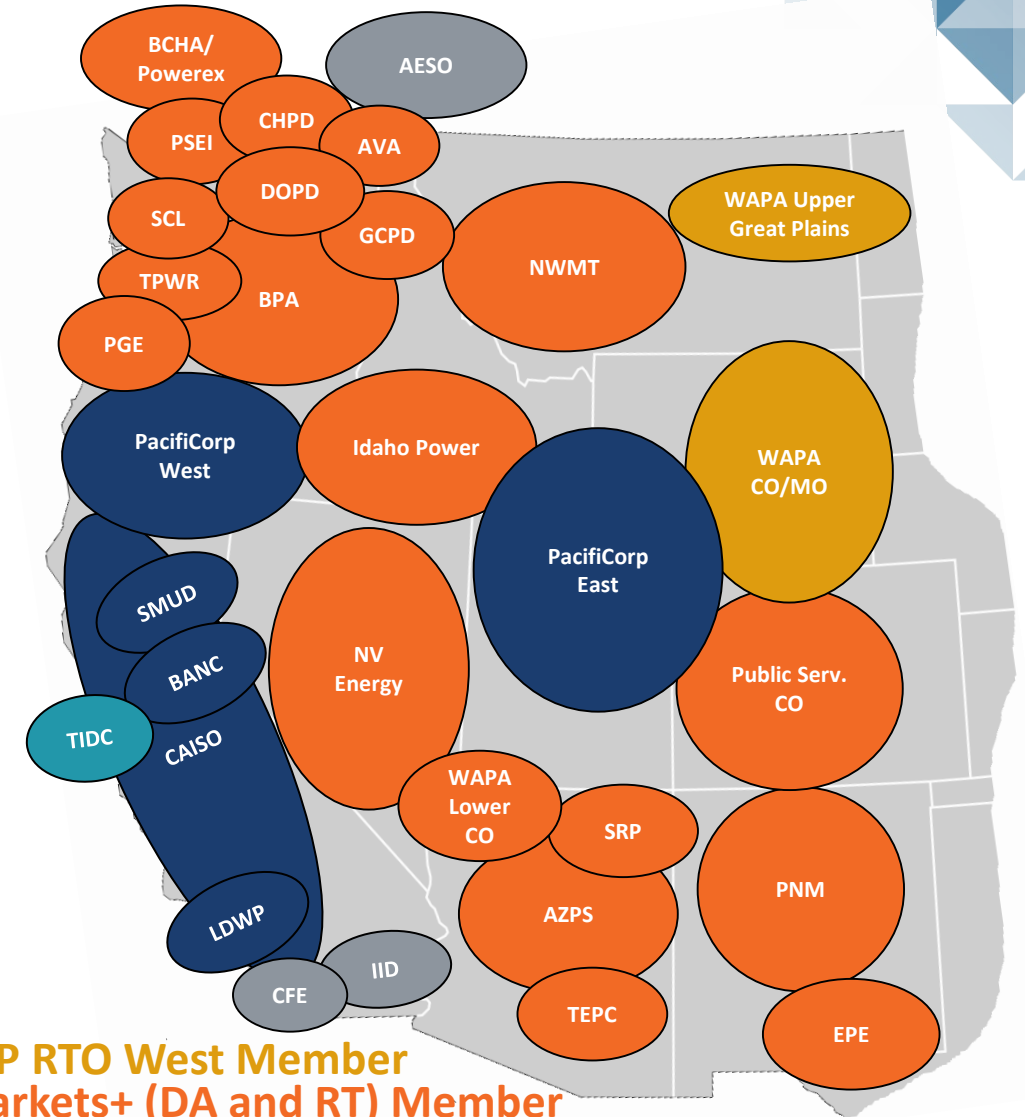 BCHA/
Powerex
AESO
CHPD
PSEI
AVA
DOPD
SCL
GCPD
WAPA Upper
Great Plains
NWMT
TPWR
BPA
PGE
PacifiCorp
West
Idaho Power
WAPA
CO/MO
PacifiCorp
East
SMUD
NV
Energy
BANC
Public Serv.
CO
TIDC
CAISO
WAPA
Lower
CO
SRP
PNM
AZPS
LDWP
IID
CFE
TEPC
EPE
P RTO West Member
arkets+ (DA and RT) Member